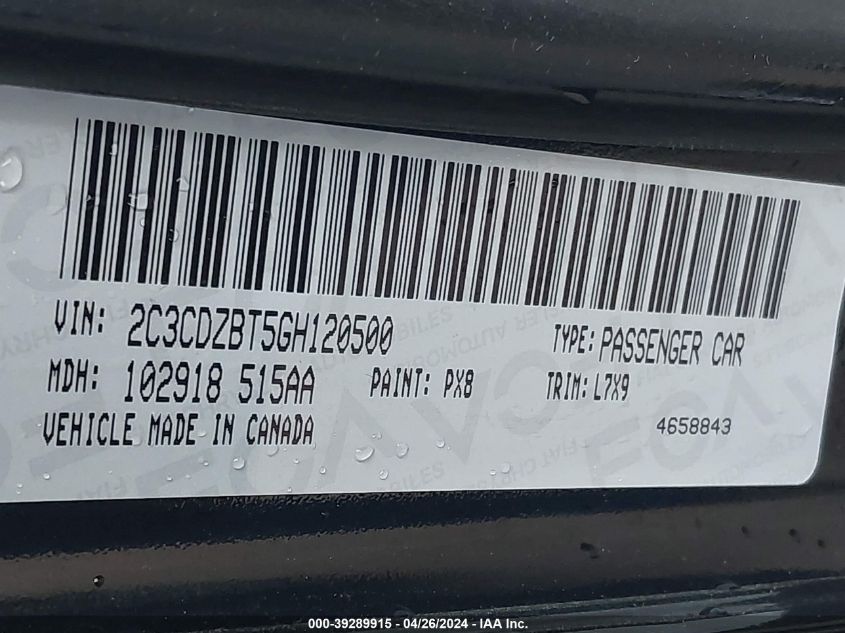 VIN: 2C3CDZBT5GH120500 TYPE: PASSENGER CAR
MDH: 102918 515AA PAINT: PX8 TRIM: L7X9
VEHICLE MADE IN CANADA 4658843
000-39289915 - 04/26/2024 - IAA Inc.